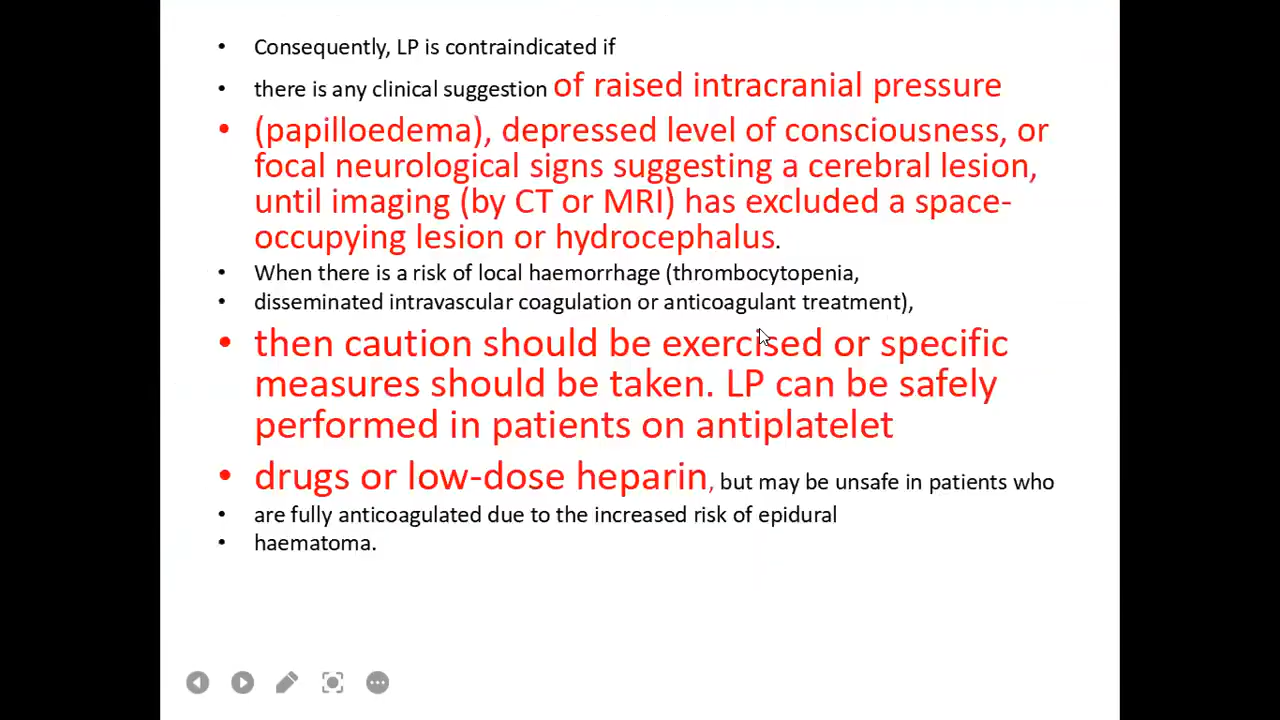 • Consequently, LP is contraindicated if
• there is any clinical suggestion of raised intracranial pressure
• (papilloedema), depressed level of consciousness, or
focal neurological signs suggesting a cerebral lesion,
until imaging (by CT or MRI) has excluded a space-
occupying lesion or hydrocephalus.
• When there is a risk of local haemorrhage (thrombocytopenia,
• disseminated intravascular coagulation or anticoagulant treatment),
• then caution should be exercised or specific
measures should be taken. LP can be safely
performed in patients on antiplatelet
• drugs or low-dose heparin, but may be unsafe in patients who
• are fully anticoagulated due to the increased risk of epidural
• haematoma.